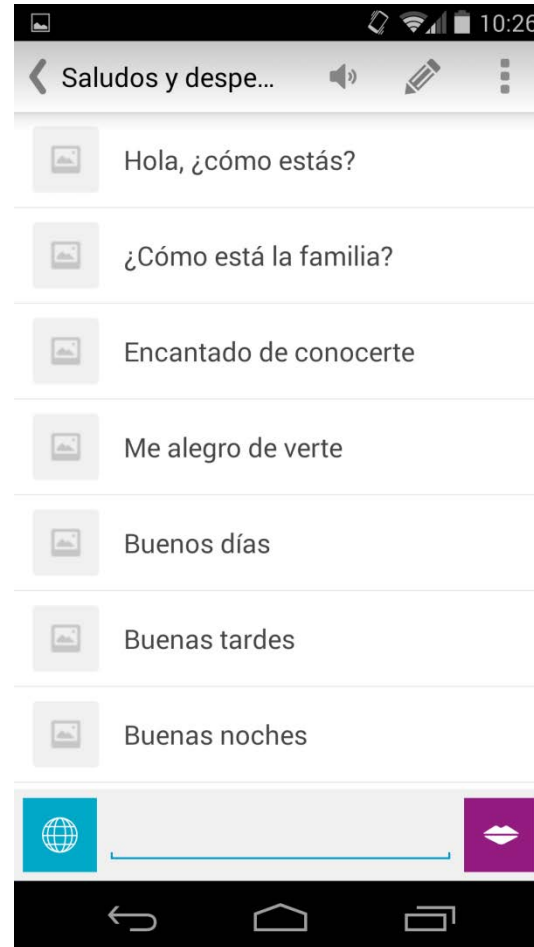 10:26
Saludos y despe...
Hola, ¿cómo estás?
¿Cómo está la familia?
Encantado de conocerte
Me alegro de verte
Buenos días
Buenas tardes
Buenas noches